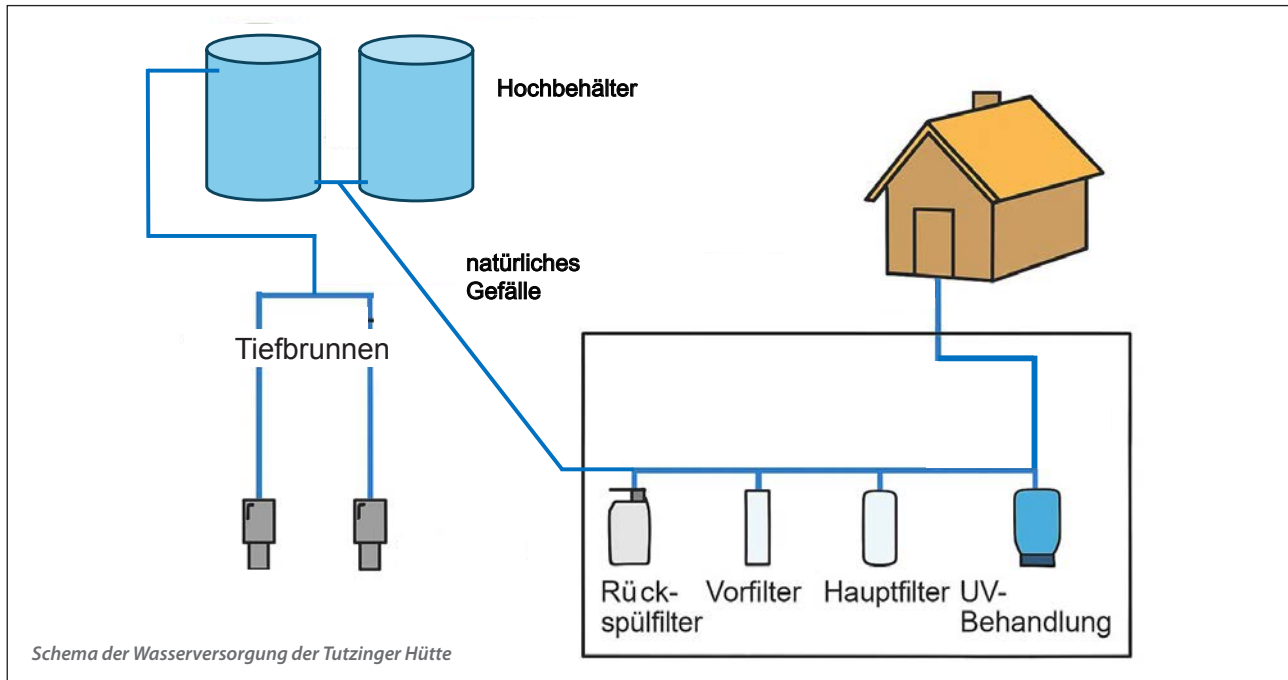 Hochbehälter
natürliches
Gefälle
Tiefbrunnen
Rück-
spülfilter
Vorfilter
Hauptfilter
UV-
Behandlung
Schema der Wasserversorgung der Tutzinger Hütte